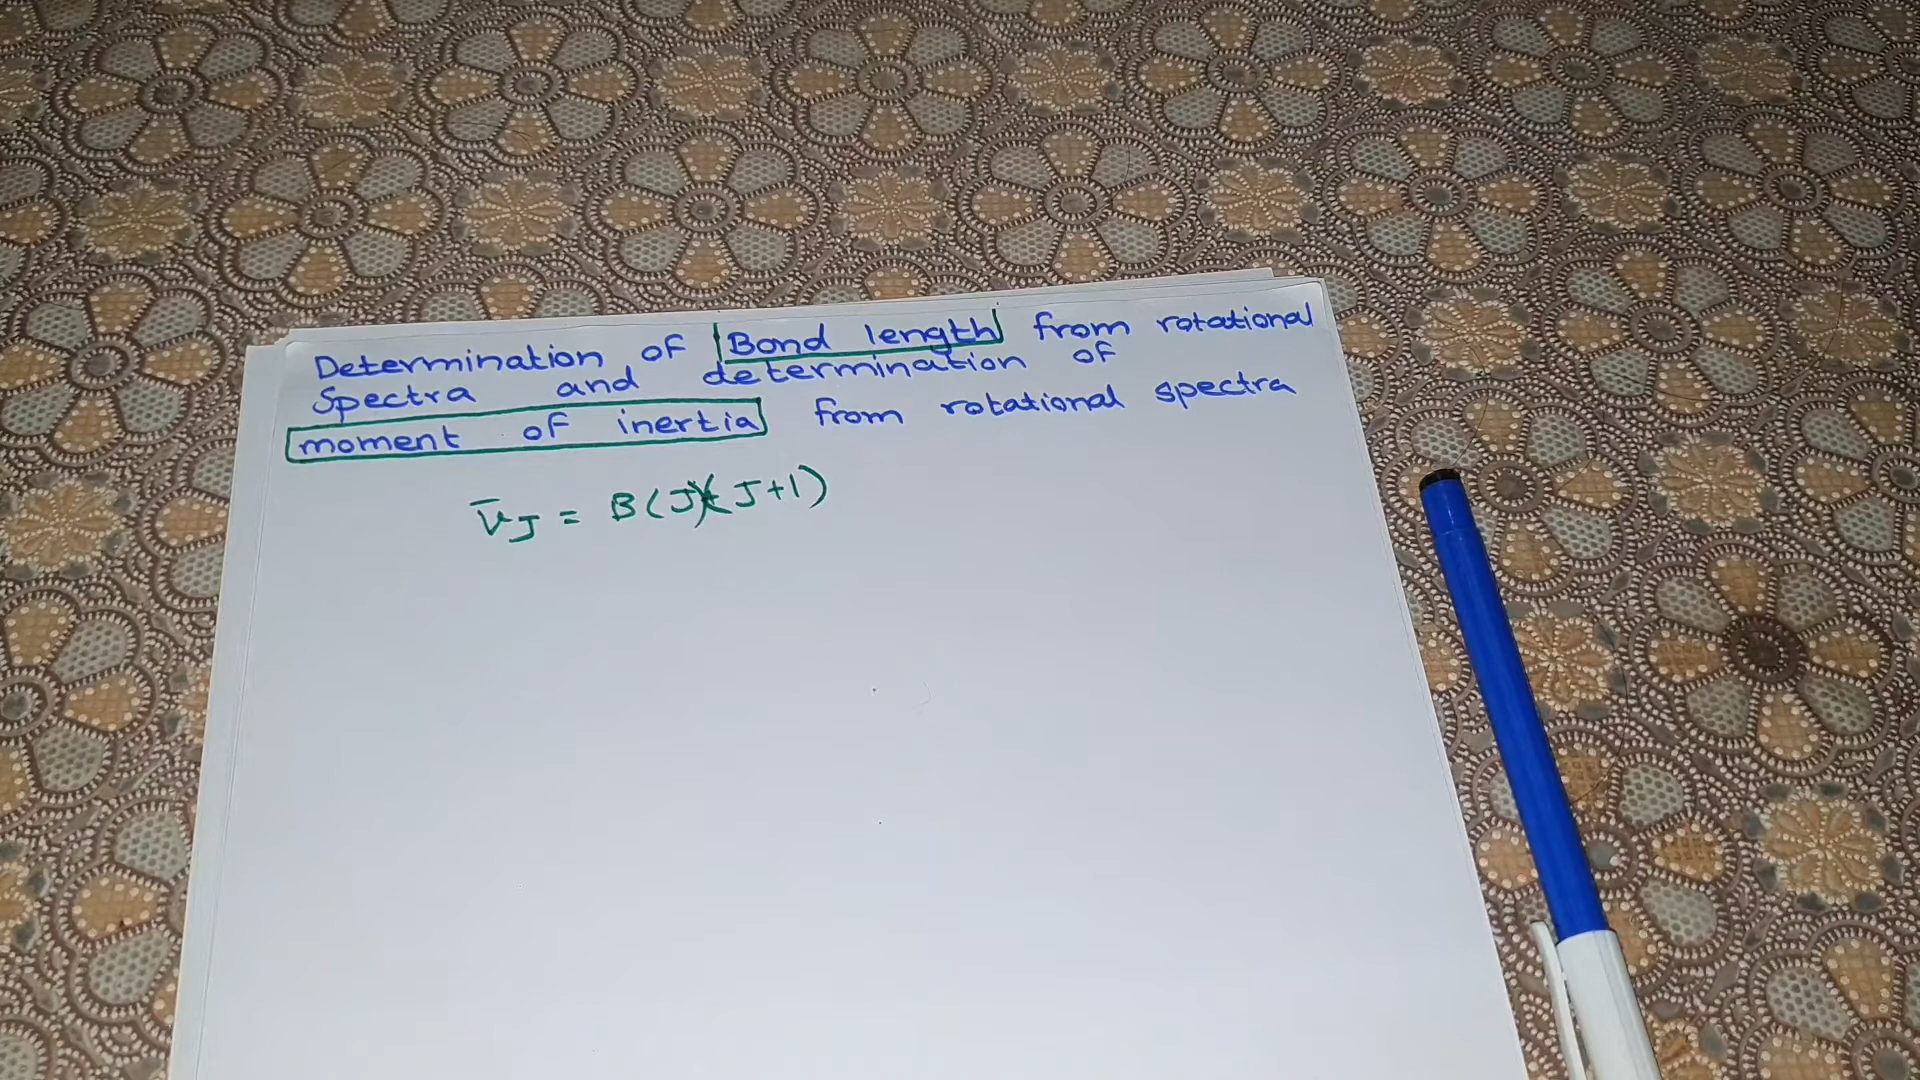 Determination of Bond length from rotational
Spectra and determination of
moment of inertia from rotational spectra
ν̄J = B(J)(J+1)